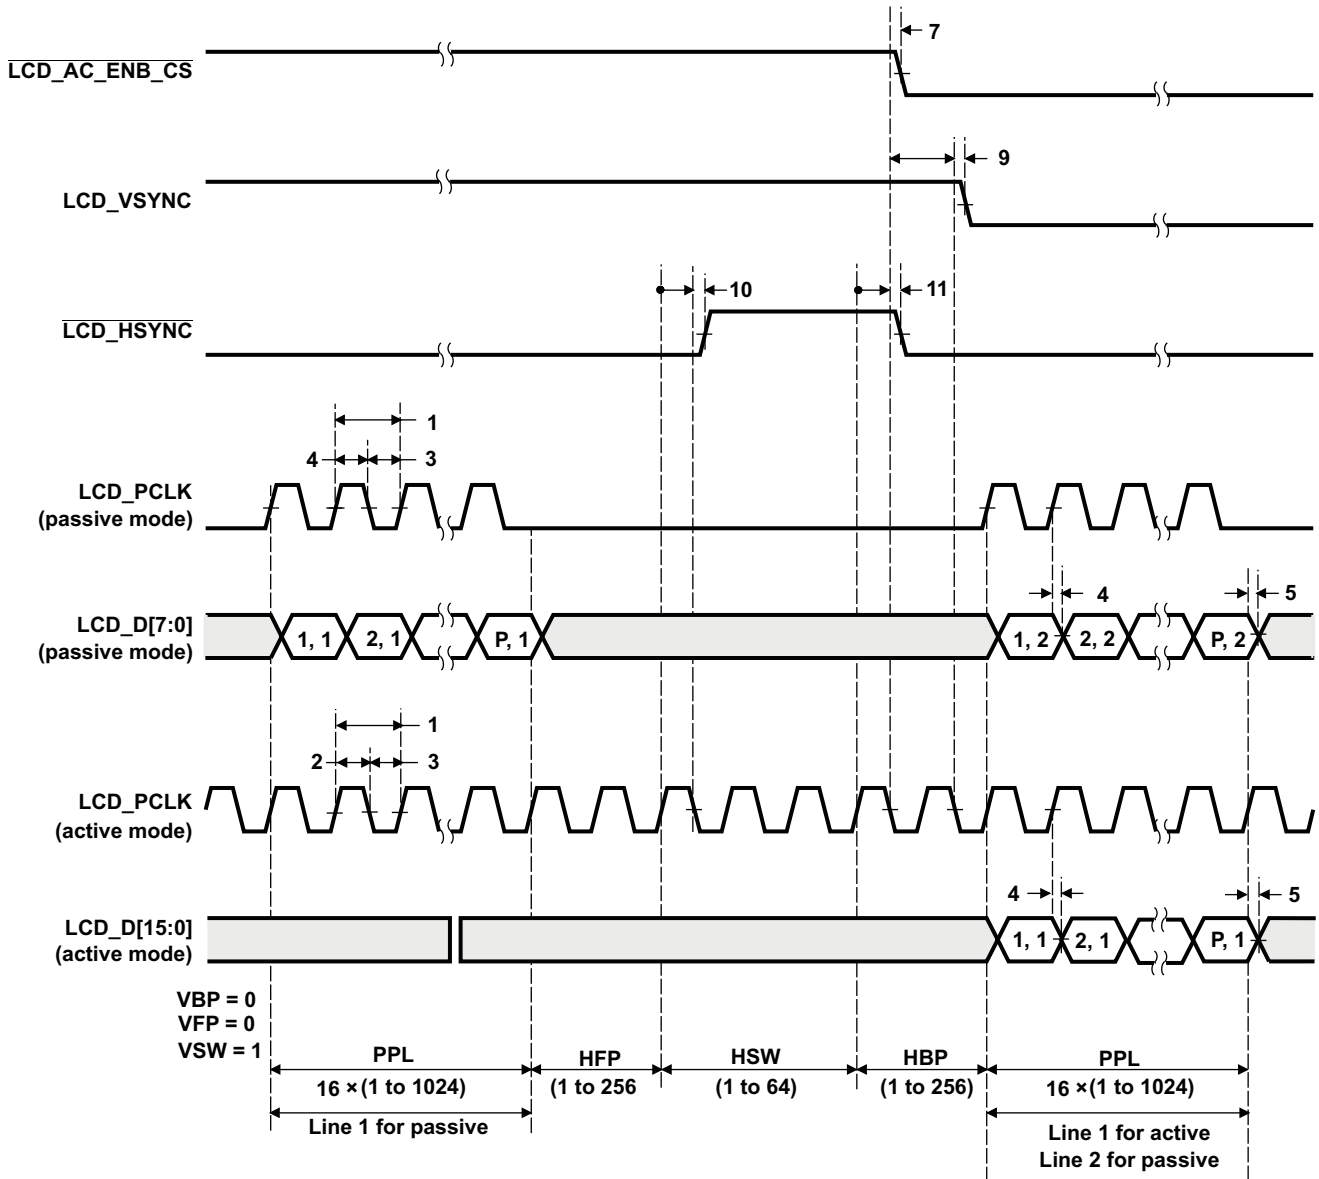 7
LCD_AC_ENB_CS
9
LCD_VSYNC
10
11
LCD_HSYNC
1
4
3
LCD_PCLK
(passive mode)
4
5
LCD_D[7:0]
(passive mode)
1, 1
2, 1
P, 1
1, 2
2, 2
P, 2
1
2
3
LCD_PCLK
(active mode)
4
5
LCD_D[15:0]
(active mode)
1, 1
2, 1
P, 1
VBP = 0
VFP = 0
VSW = 1
PPL
HFP
HSW
HBP
PPL
16 × (1 to 1024)
(1 to 256
(1 to 64)
(1 to 256)
16 × (1 to 1024)
Line 1 for passive
Line 1 for active
Line 2 for passive